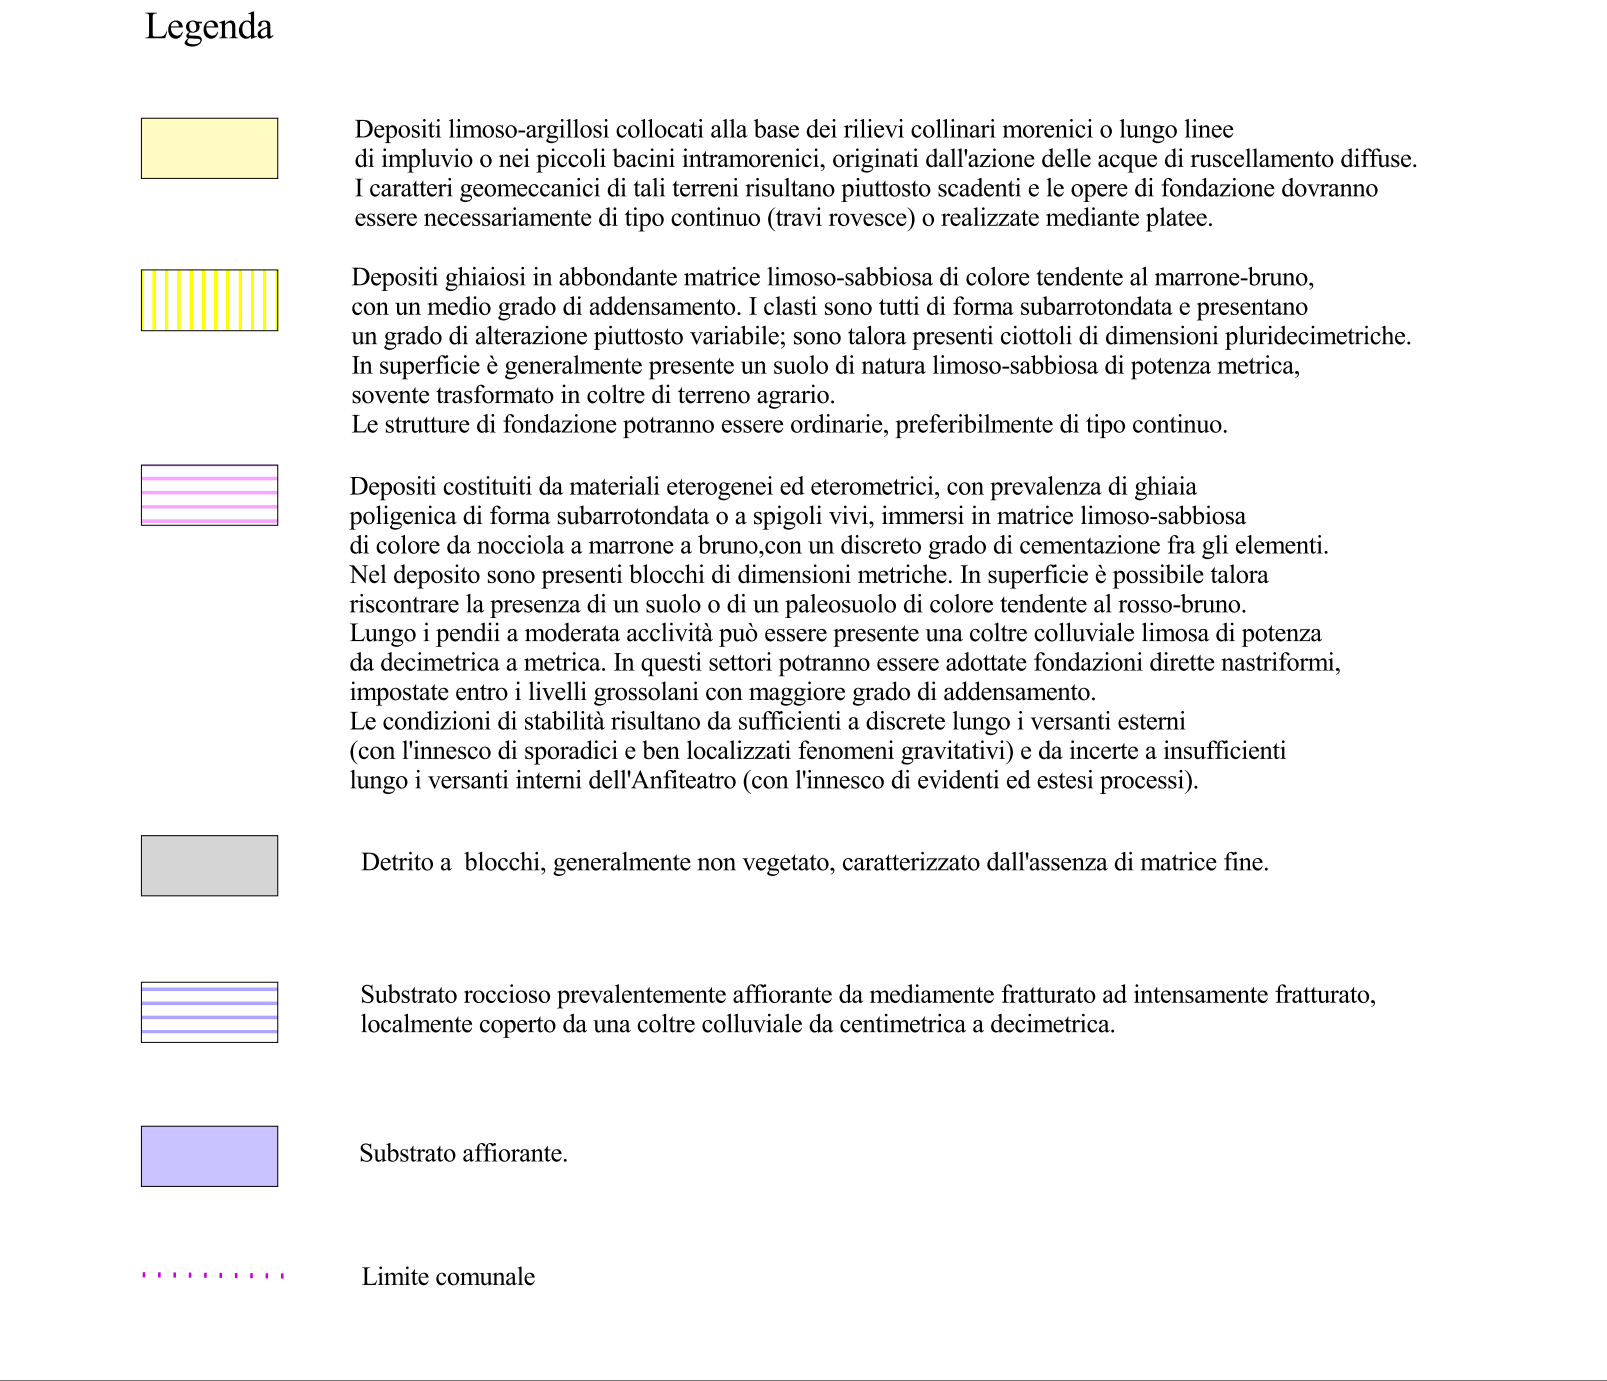 Legenda
Depositi limoso-argillosi collocati alla base dei rilievi collinari morenici o lungo linee
di impluvio o nei piccoli bacini intramorenici, originati dall'azione delle acque di ruscellamento diffuse.
I caratteri geomeccanici di tali terreni risultano piuttosto scadenti e le opere di fondazione dovranno
essere necessariamente di tipo continuo (travi rovesce) o realizzate mediante platee.
Depositi ghiaiosi in abbondante matrice limoso-sabbiosa di colore tendente al marrone-bruno,
con un medio grado di addensamento. I clasti sono tutti di forma subarrotondata e presentano
un grado di alterazione piuttosto variabile; sono talora presenti ciottoli di dimensioni pluridecimetriche.
In superficie è generalmente presente un suolo di natura limoso-sabbiosa di potenza metrica,
sovente trasformato in coltre di terreno agrario.
Le strutture di fondazione potranno essere ordinarie, preferibilmente di tipo continuo.
Depositi costituiti da materiali eterogenei ed eterometrici, con prevalenza di ghiaia
poligenica di forma subarrotondata o a spigoli vivi, immersi in matrice limoso-sabbiosa
di colore da nocciola a marrone a bruno,con un discreto grado di cementazione fra gli elementi.
Nel deposito sono presenti blocchi di dimensioni metriche. In superficie è possibile talora
riscontrare la presenza di un suolo o di un paleosuolo di colore tendente al rosso-bruno.
Lungo i pendii a moderata acclività può essere presente una coltre colluviale limosa di potenza
da decimetrica a metrica. In questi settori potranno essere adottate fondazioni dirette nastriformi,
impostate entro i livelli grossolani con maggiore grado di addensamento.
Le condizioni di stabilità risultano da sufficienti a discrete lungo i versanti esterni
(con l'innesco di sporadici e ben localizzati fenomeni gravitativi) e da incerte a insufficienti
lungo i versanti interni dell'Anfiteatro (con l'innesco di evidenti ed estesi processi).
Detrito a  blocchi, generalmente non vegetato, caratterizzato dall'assenza di matrice fine.
Substrato roccioso prevalentemente affiorante da mediamente fratturato ad intensamente fratturato,
localmente coperto da una coltre colluviale da centimetrica a decimetrica.
Substrato affiorante.
Limite comunale